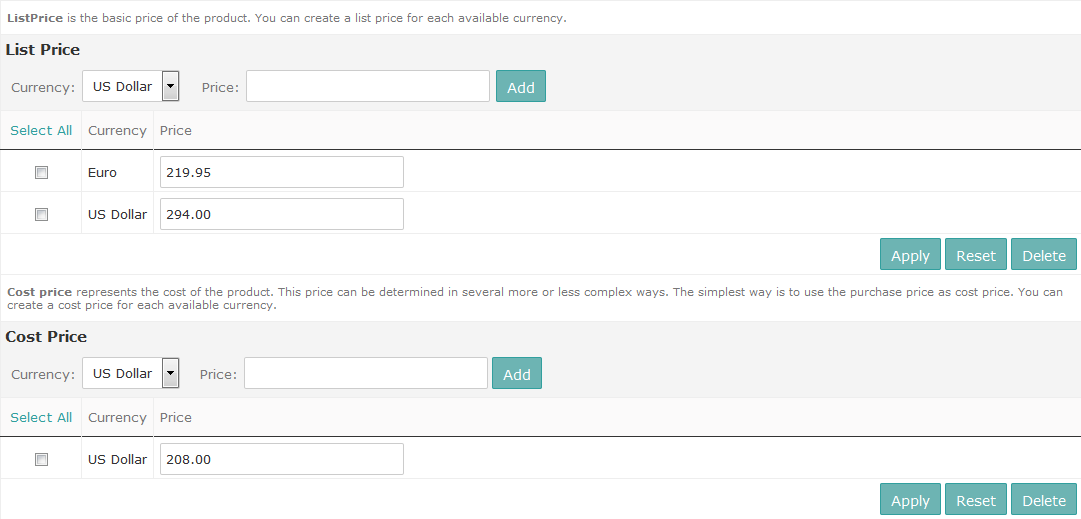 ListPrice is the basic price of the product. You can create a list price for each available currency.
List Price
Currency: US Dollar Price: Add
Select All Currency Price
Euro 219.95
US Dollar 294.00
Apply Reset Delete
Cost price represents the cost of the product. This price can be determined in several more or less complex ways. The simplest way is to use the purchase price as cost price. You can
create a cost price for each available currency.
Cost Price
Currency: US Dollar Price: Add
Select All Currency Price
US Dollar 208.00
Apply Reset Delete